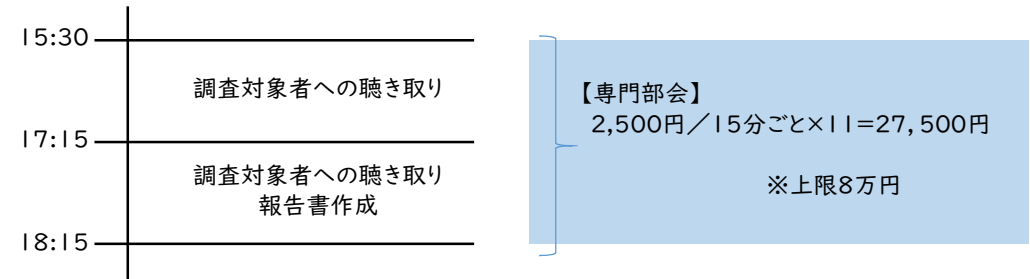 15:30
調査対象者への聴き取り
17:15
調査対象者への聴き取り
報告書作成
18:15
【専門部会】
2,500円／15分ごと×11=27,500円
※上限8万円